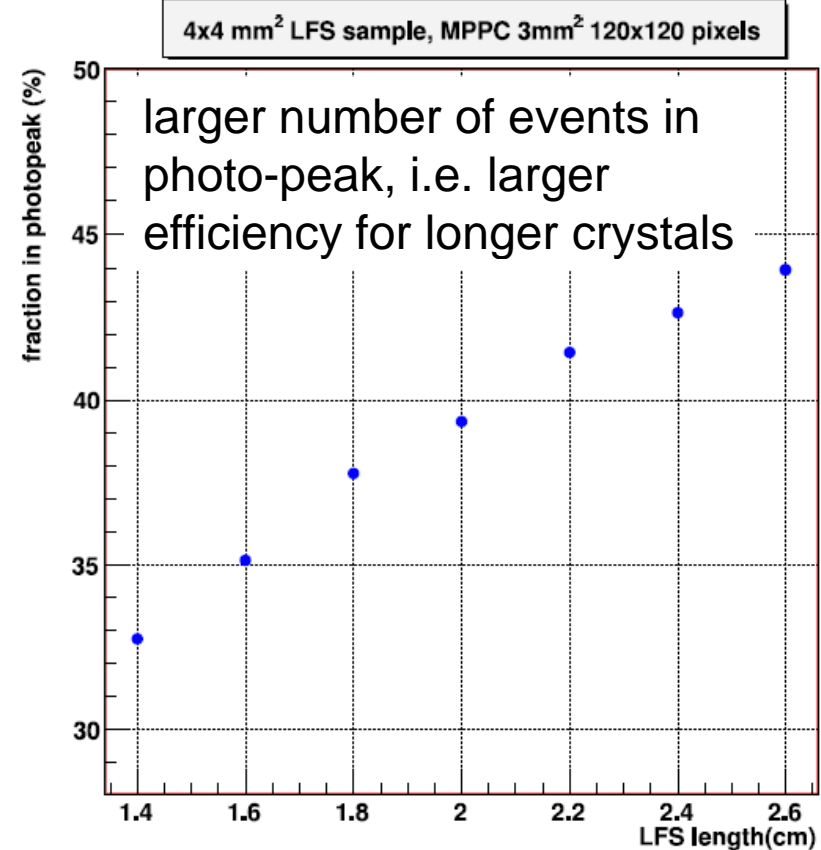 4x4 mm² LFS sample, MPPC 3mm² 120x120 pixels
fraction in photopeak (%)
larger number of events in
photo-peak, i.e. larger
efficiency for longer crystals
50
45
40
35
30
1.4 1.6 1.8 2 2.2 2.4 2.6
LFS length(cm)